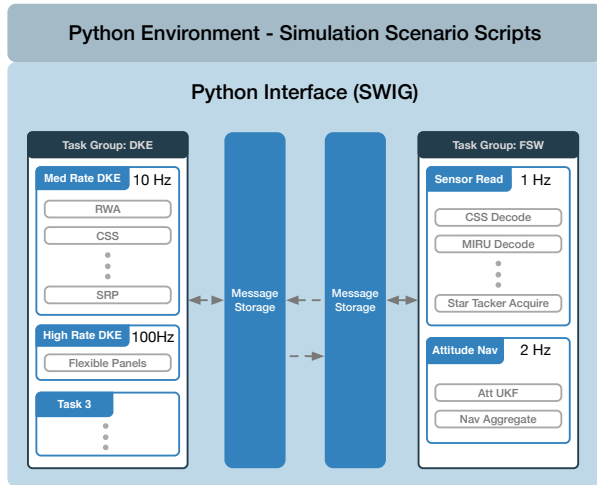 Python Environment - Simulation Scenario Scripts
Python Interface (SWIG)
Task Group: DKE
Med Rate DKE 10 Hz
RWA
CSS
SRP
High Rate DKE 100Hz
Flexible Panels
Task 3
Message
Storage
Message
Storage
Task Group: FSW
Sensor Read 1 Hz
CSS Decode
MIRU Decode
Star Tacker Acquire
Attitude Nav 2 Hz
Att UKF
Nav Aggregate